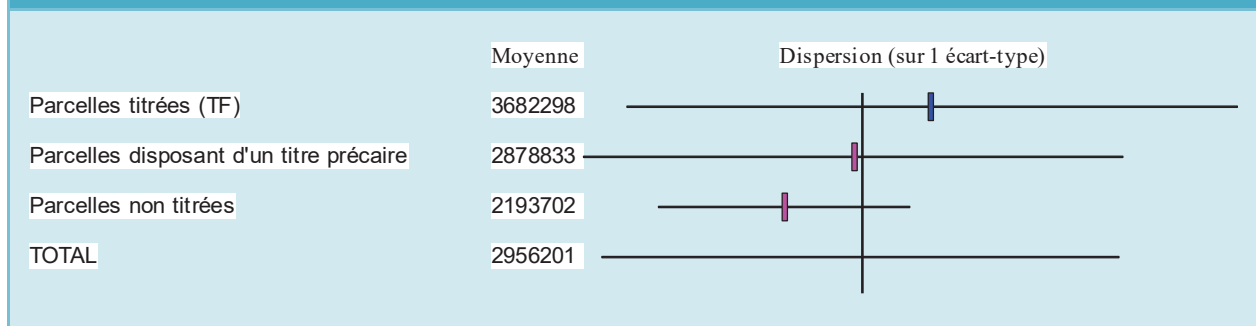 Moyenne Dispersion (sur 1 écart-type)
Parcelles titrées (TF) 3682298
Parcelles disposant d'un titre précaire 2878833
Parcelles non titrées 2193702
TOTAL 2956201